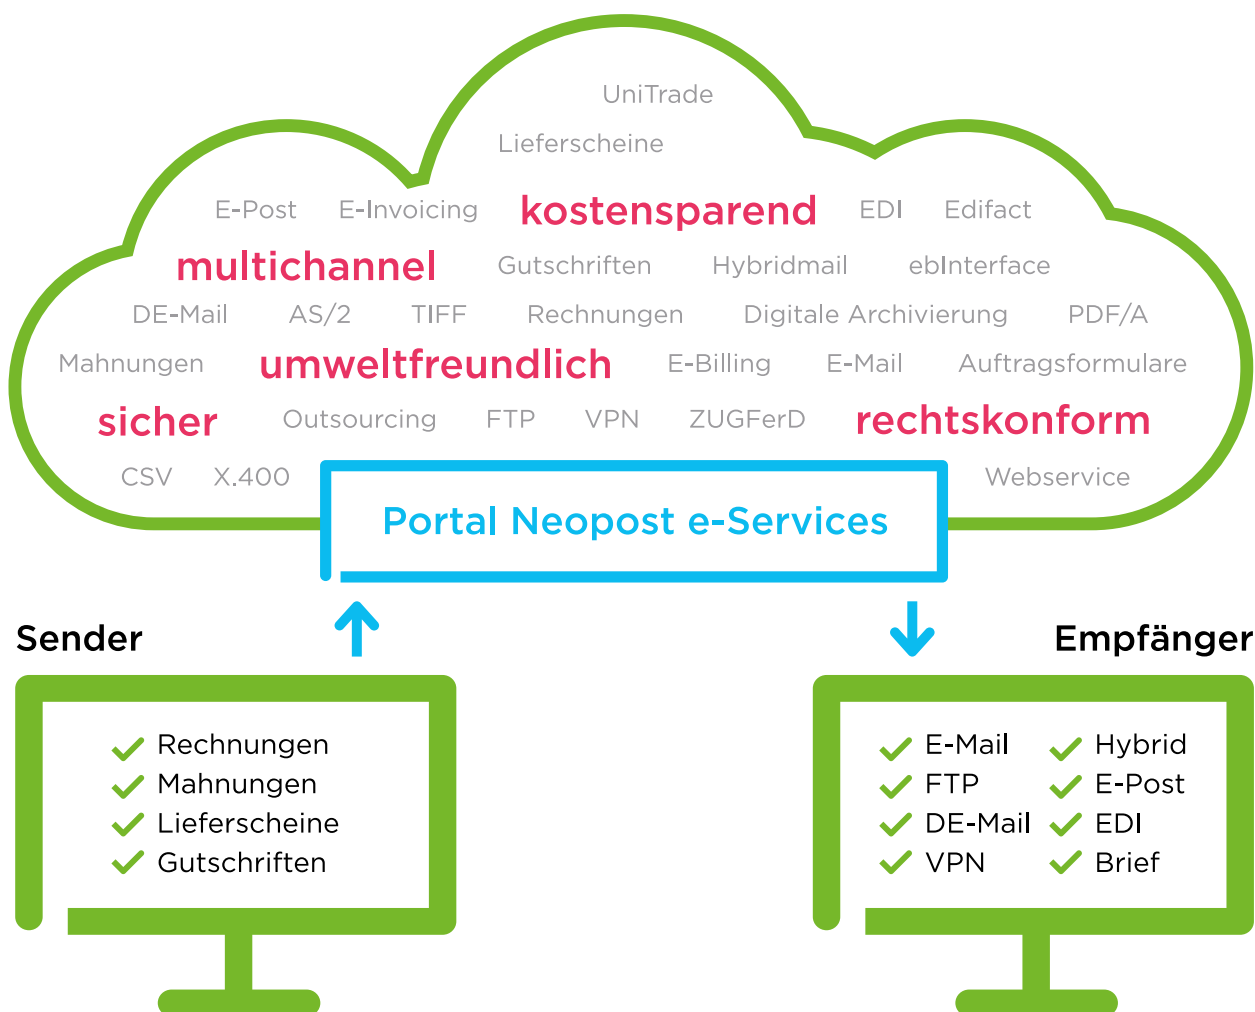 UniTrade
Lieferscheine
E-Post E-Invoicing kostensparend EDI Edifact
multichannel Gutschriften Hybridmail ebInterface
DE-Mail AS/2 TIFF Rechnungen Digitale Archivierung PDF/A
Mahnungen umweltfreundlich E-Billing E-Mail Auftragsformulare
sicher Outsourcing FTP VPN ZUGFerD rechtskonform
CSV X.400 Webservice
Portal Neopost e-Services
Sender
Rechnungen
Mahnungen
Lieferscheine
Gutschriften
Empfänger
E-Mail Hybrid
FTP E-Post
DE-Mail EDI
VPN Brief